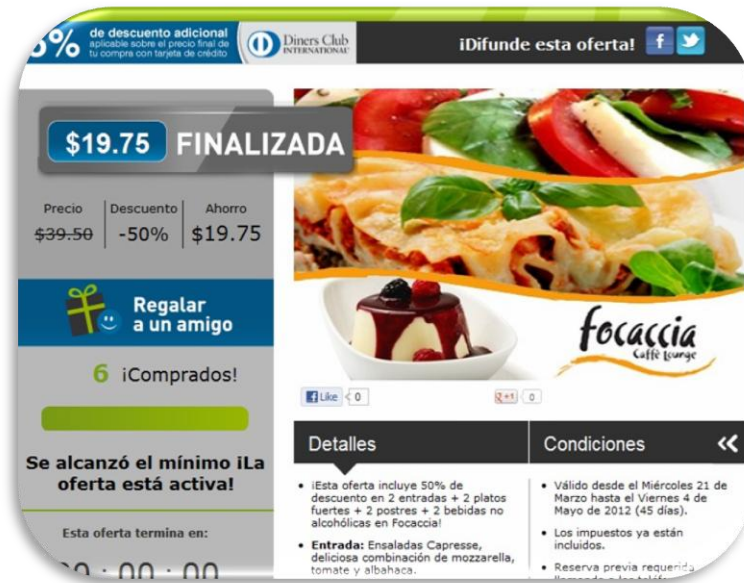 de descuento adicional
aplicable sobre el precio final de
tu compra con tarjeta de crédito
Diners Club
INTERNATIONAL
¡Difunde esta oferta!
$19.75 FINALIZADA
Precio Descuento Ahorro
$39.50 -50% $19.75
Regalar
a un amigo
6 ¡Comprados!
Se alcanzó el mínimo ¡La
oferta está activa!
Esta oferta termina en:
00 : 00 : 00
focaccia
Caffé Lounge
Like 0
+1 0
Detalles
• ¡Esta oferta incluye 50% de
descuento en 2 entradas + 2 platos
fuertes + 2 postres + 2 bebidas no
alcohólicas en Focaccia!
• Entrada: Ensaladas Capresse,
deliciosa combinación de mozzarella,
tomate y albahaca.
Condiciones
• Válido desde el Miércoles 21 de
Marzo hasta el Viernes 4 de
Mayo de 2012 (45 días).
• Los impuestos ya están
incluidos.
• Reserva previa requerida